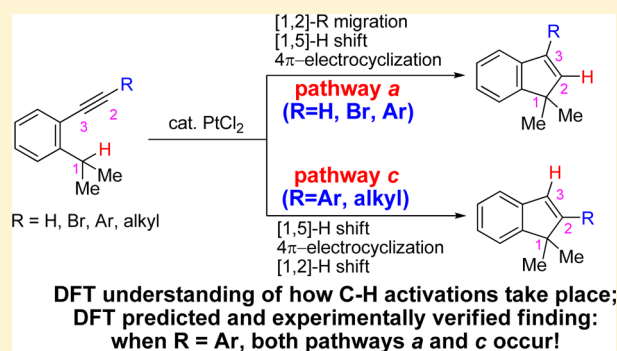 [1,2]-R migration
[1,5]-H shift
4π−electrocyclization
pathway a
(R=H, Br, Ar)
R
2
3
H
1
Me
Me
R = H, Br, Ar, alkyl
cat. PtCl2
R
3
2
H
1
Me
Me
pathway c
(R=Ar, alkyl)
[1,5]-H shift
4π−electrocyclization
[1,2]-H shift
H
3
2
R
1
Me
Me
DFT understanding of how C-H activations take place;
DFT predicted and experimentally verified finding:
when R = Ar, both pathways a and c occur!